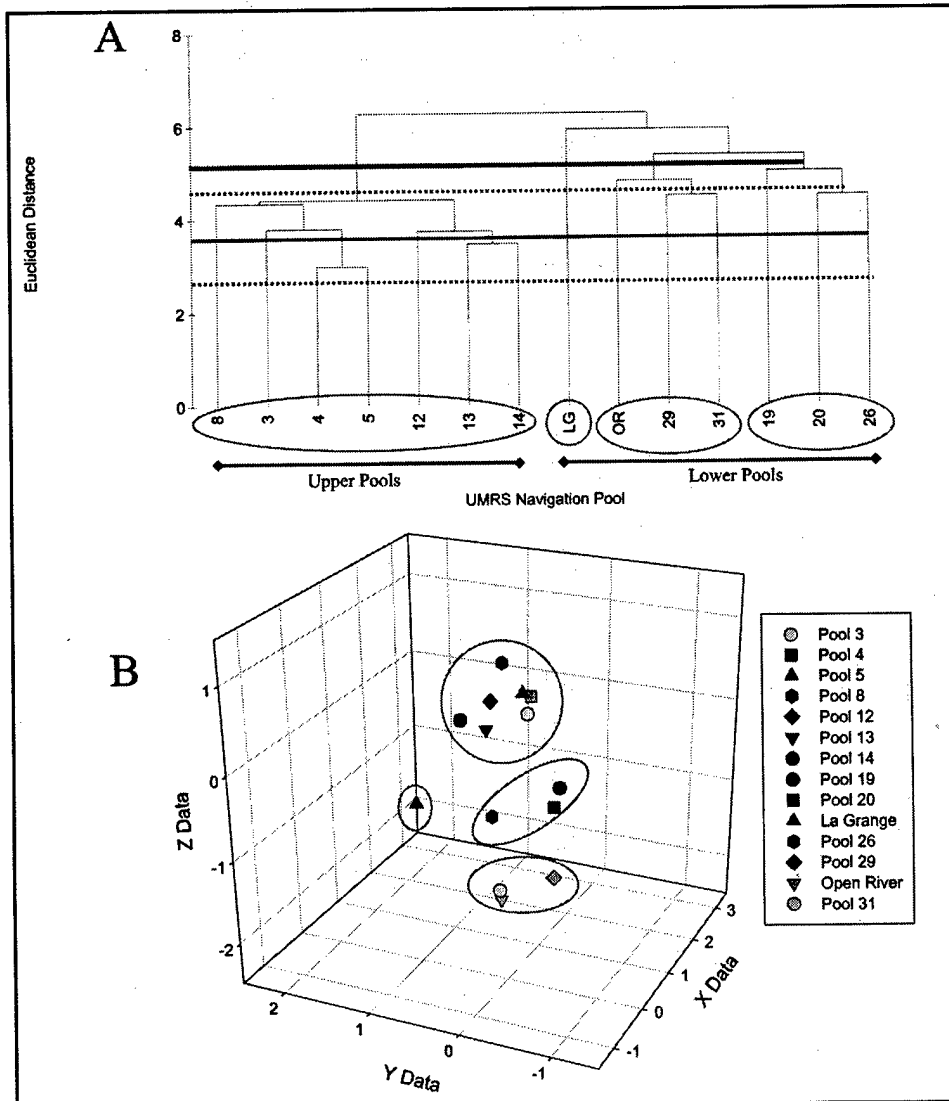 A
8
6
4
2
0
Euclidean Distance
8 3 4 5 12 13 14 LG OR 29 31 19 20 26
Upper Pools Lower Pools
UMRS Navigation Pool
B
1
0
-1
-2
Z Data
2 1 0 -1
Y Data
3
2
1
0
-1
X Data
Pool 3
Pool 4
Pool 5
Pool 8
Pool 12
Pool 13
Pool 14
Pool 19
Pool 20
La Grange
Pool 26
Pool 29
Open River
Pool 31